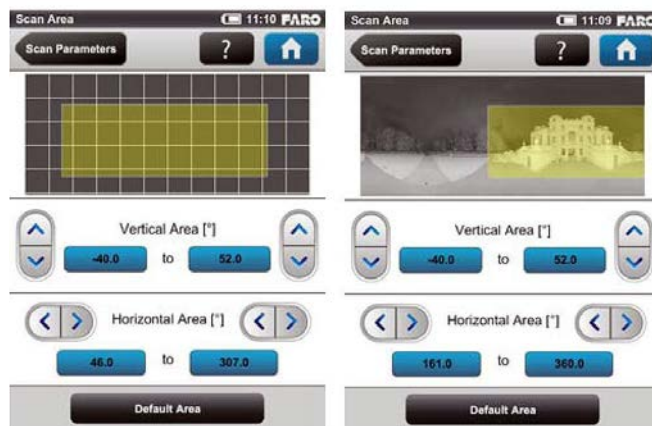 Scan Area 11:10 FARO
Scan Parameters ?
Vertical Area [°]
-40.0 to 52.0
Horizontal Area [°]
46.0 to 307.0
Default Area
Scan Area 11:09 FARO
Scan Parameters ?
Vertical Area [°]
-40.0 to 52.0
Horizontal Area [°]
161.0 to 360.0
Default Area